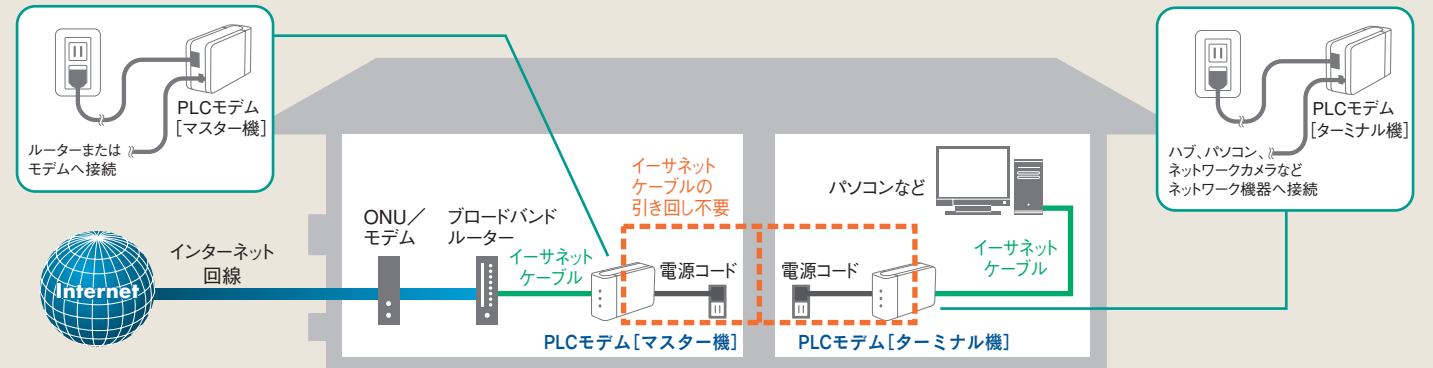 PLCモデム
[マスター機]
ルーターまたは
モデムへ接続
PLCモデム
[ターミナル機]
ハブ、パソコン、
ネットワークカメラなど
ネットワーク機器へ接続
Internet
インターネット
回線
ONU／
モデム
ブロードバンド
ルーター
イーサネット
ケーブル
イーサネット
ケーブルの
引き回し不要
電源コード
PLCモデム[マスター機]
電源コード
PLCモデム[ターミナル機]
パソコンなど
イーサネット
ケーブル